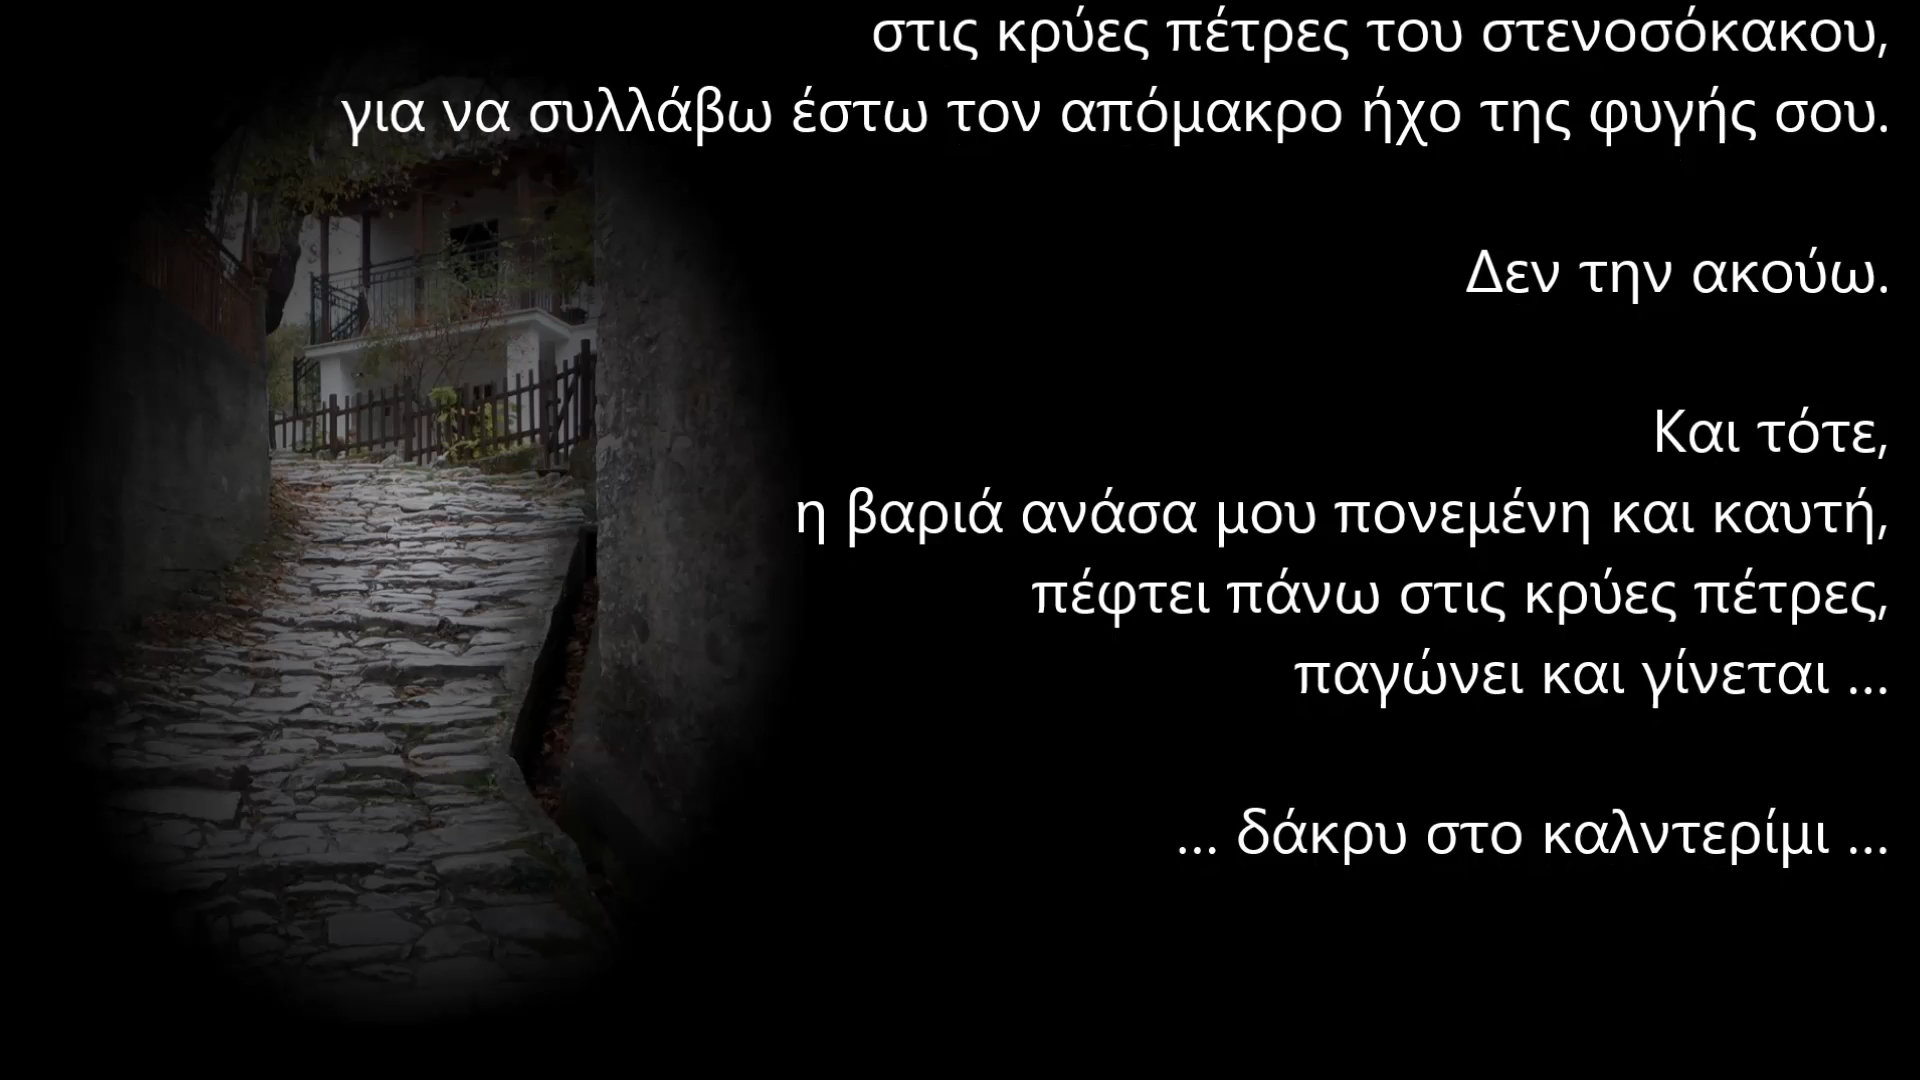 στις κρύες πέτρες του στενοσόκακου,
για να συλλάβω έστω τον απόμακρο ήχο της φυγής σου.
Δεν την ακούω.
Και τότε,
η βαριά ανάσα μου πονεμένη και καυτή,
πέφτει πάνω στις κρύες πέτρες,
παγώνει και γίνεται ...
... δάκρυ στο καλντερίμι ...